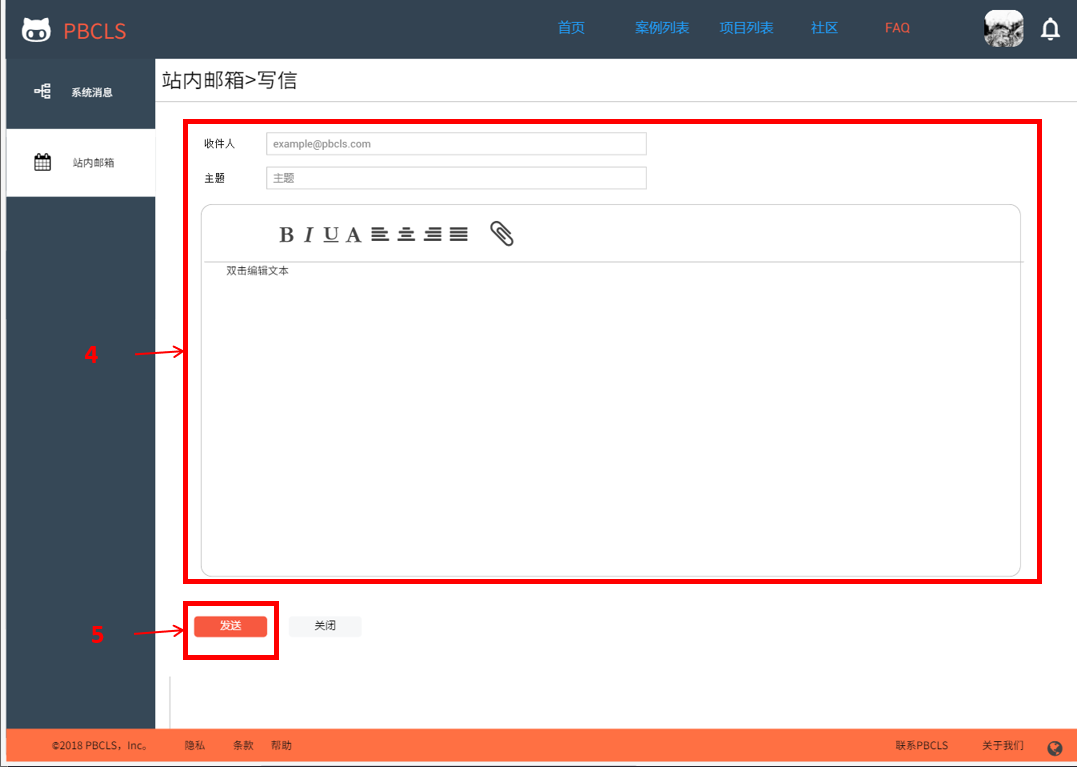 PBCLS 首页 案例列表 项目列表 社区 FAQ
系统消息
站内邮箱
站内邮箱>写信
收件人 example@pbcls.com
主题 主题
B I U A
双击编辑文本
4
5
发送 关闭
©2018 PBCLS，Inc。 隐私 条款 帮助 联系PBCLS 关于我们